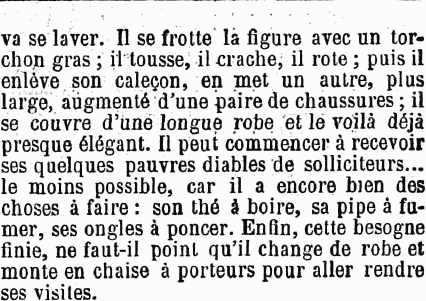 va se laver. Il se frotte la figure avec un tor-
chon gras ; il tousse, il crache, il rote ; puis il
enlève son caleçon, en met un autre, plus
large, augmenté d'une paire de chaussures ; il
se couvre d'une longue robe et le voilà déjà
presque élégant. Il peut commencer à recevoir
ses quelques pauvres diables de solliciteurs...
le moins possible, car il a encore bien des
choses à faire : son thé à boire, sa pipe à fu-
mer, ses ongles à poncer. Enfin, cette besogne
finie, ne faut-il point qu'il change de robe et
monte en chaise à porteurs pour aller rendre
ses visites.